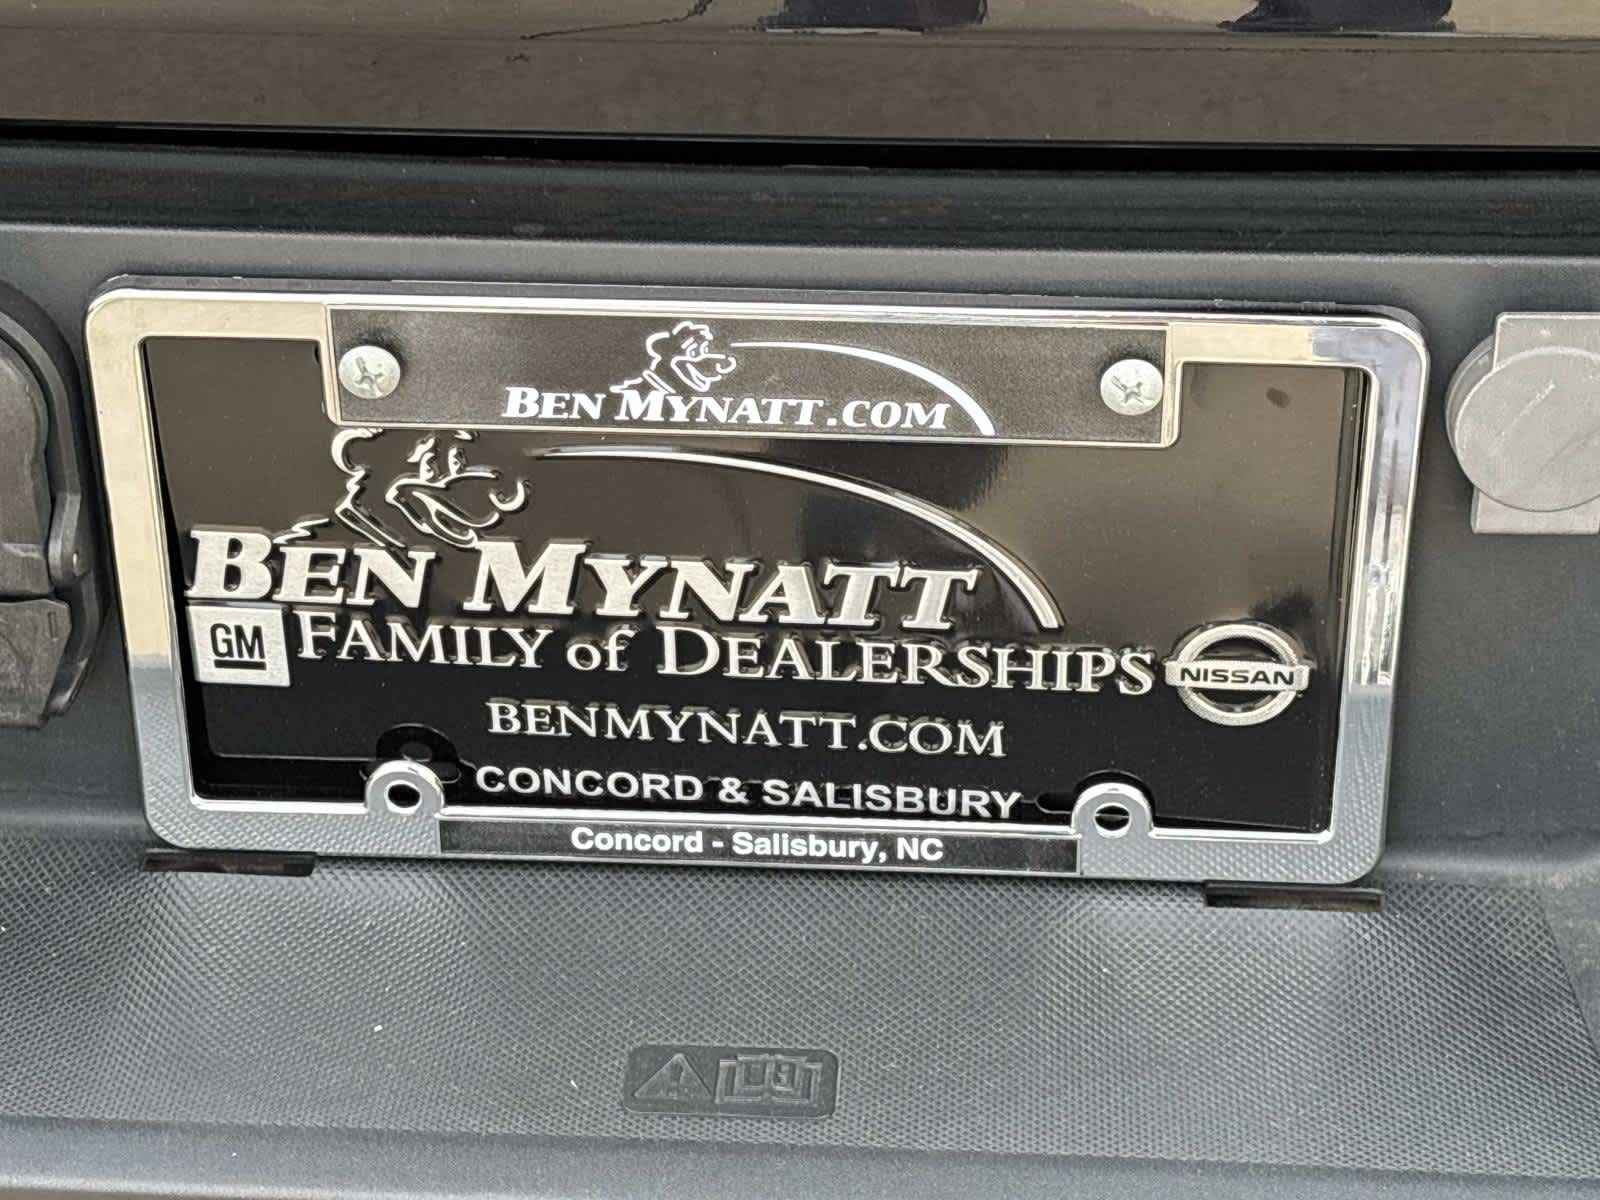 BEN MYNATT.COM
BEN MYNATT
GM FAMILY of DEALERSHIPS NISSAN
BENMYNATT.COM
CONCORD & SALISBURY
Concord - Salisbury, NC